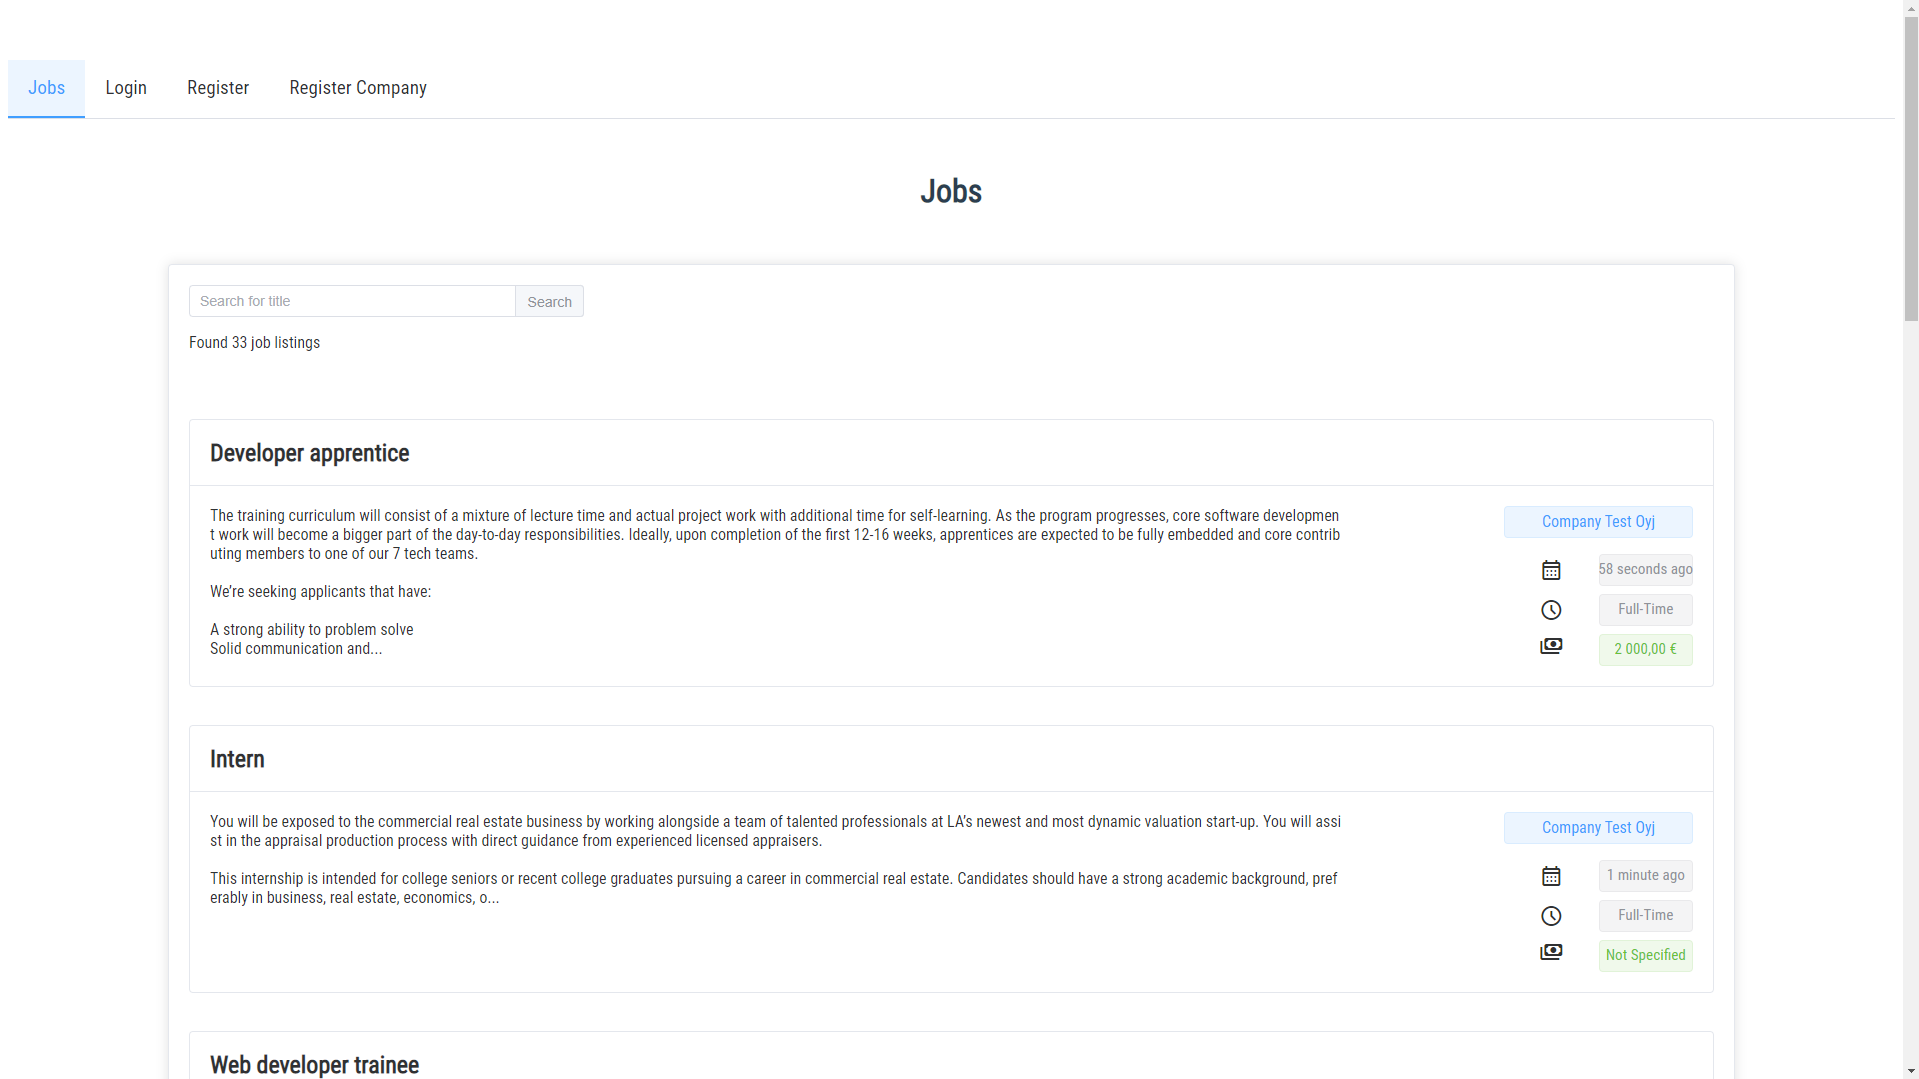 Jobs
Login
Register
Register Company
Jobs
Search for title
Search
Found 33 job listings
Developer apprentice
The training curriculum will consist of a mixture of lecture time and actual project work with additional time for self-learning. As the program progresses, core software developmen
t work will become a bigger part of the day-to-day responsibilities. Ideally, upon completion of the first 12-16 weeks, apprentices are expected to be fully embedded and core contrib
uting members to one of our 7 tech teams.
We’re seeking applicants that have:
A strong ability to problem solve
Solid communication and...
Company Test Oyj
58 seconds ago
Full-Time
2 000,00 €
Intern
You will be exposed to the commercial real estate business by working alongside a team of talented professionals at LA’s newest and most dynamic valuation start-up. You will assi
st in the appraisal production process with direct guidance from experienced licensed appraisers.
This internship is intended for college seniors or recent college graduates pursuing a career in commercial real estate. Candidates should have a strong academic background, pref
erably in business, real estate, economics, o...
Company Test Oyj
1 minute ago
Full-Time
Not Specified
Web developer trainee